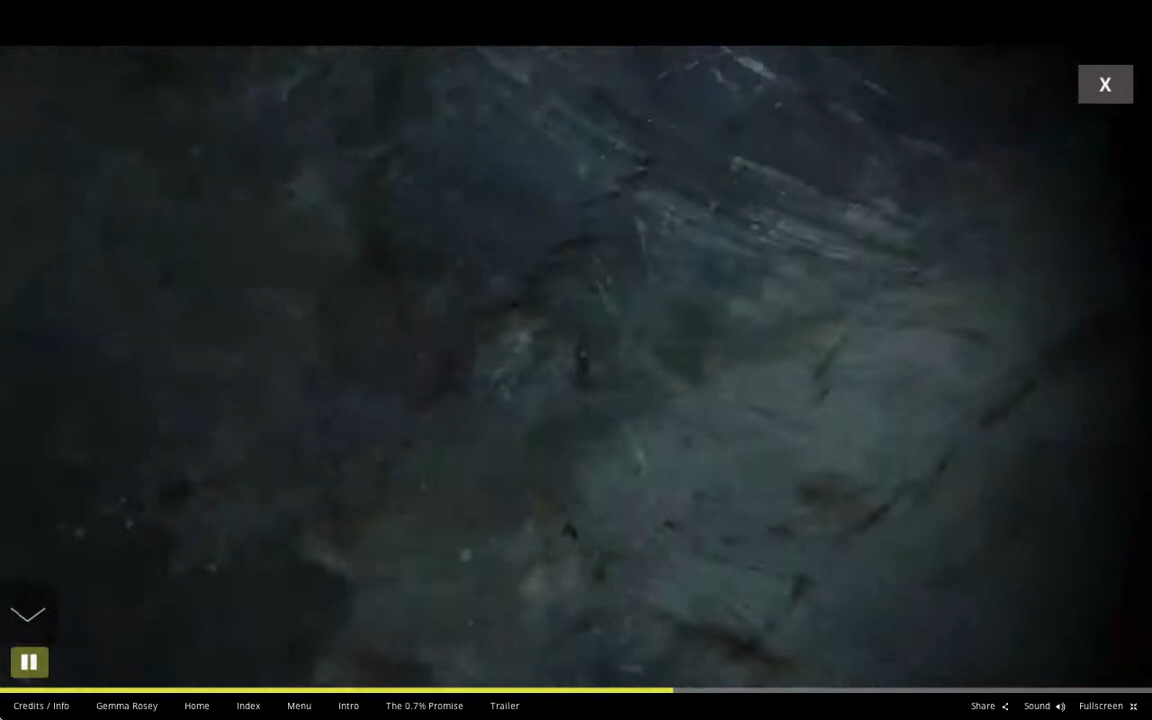 X
Credits / Info Gemma Rosey Home Index Menu Intro The 0.7% Promise Trailer Share Sound Fullscreen